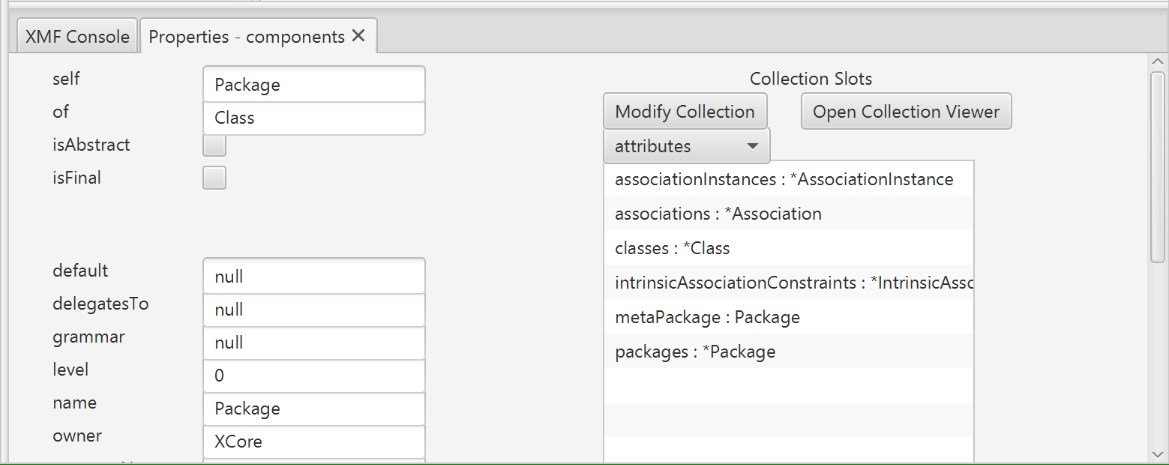 XMF Console
Properties - components
self
Package
of
Class
isAbstract
isFinal
default
null
delegatesTo
null
grammar
null
level
0
name
Package
owner
XCore
Collection Slots
Modify Collection
Open Collection Viewer
attributes
associationInstances : *AssociationInstance
associations : *Association
classes : *Class
intrinsicAssociationConstraints : *IntrinsicAssc
metaPackage : Package
packages : *Package